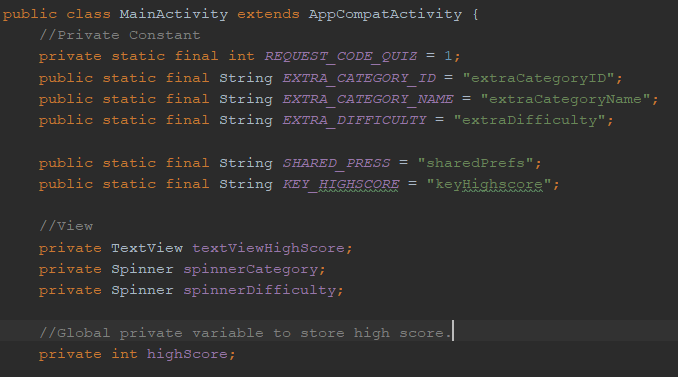 public class MainActivity extends AppCompatActivity {
//Private Constant
private static final int REQUEST_CODE_QUIZ = 1;
public static final String EXTRA_CATEGORY_ID = "extraCategoryID";
public static final String EXTRA_CATEGORY_NAME = "extraCategoryName";
public static final String EXTRA_DIFFICULTY = "extraDifficulty";
public static final String SHARED_PRESS = "sharedPrefs";
public static final String KEY_HIGHSCORE = "keyHighscore";
//View
private TextView textViewHighScore;
private Spinner spinnerCategory;
private Spinner spinnerDifficulty;
//Global private variable to store high score.
private int highScore;